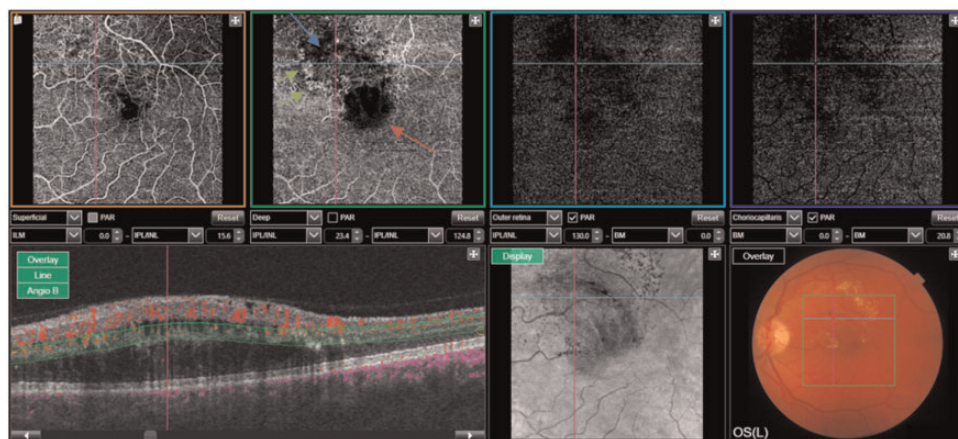 Superficial PAR Reset Deep PAR Reset Outer retina PAR Reset Choriocapillaris PAR Reset
ILM 0.0 - IPL/INL 15.6 IPL/INL 23.4 - IPL/INL 124.8 IPL/INL 130.0 - BM 0.0 BM 0.0 - BM 20.8
Overlay
Line
Angio B
Display
Overlay
OS(L)